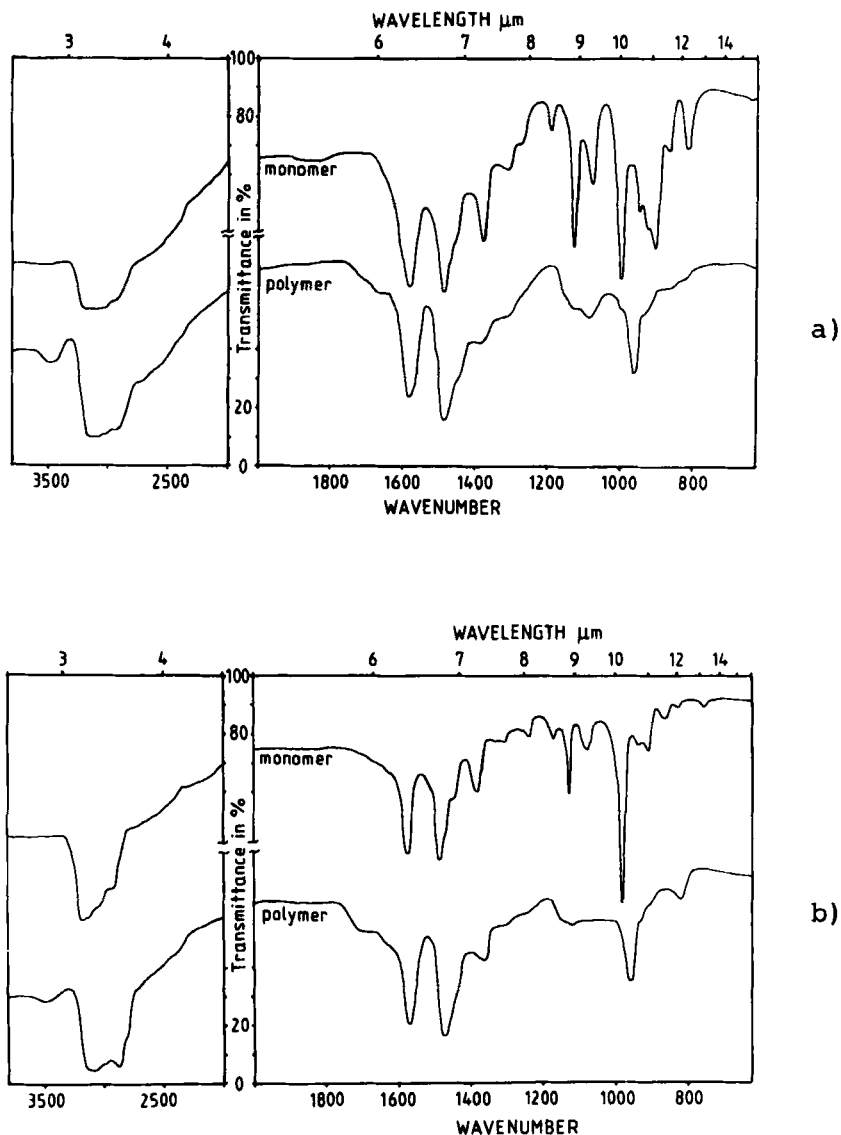 WAVELENGTH μm
3 4 6 7 8 9 10 12 14
100
80
monomer
Transmittance in %
polymer
a)
20
0
3500 2500 1800 1600 1400 1200 1000 800
WAVENUMBER
WAVELENGTH μm
3 4 6 7 8 9 10 12 14
100
80
monomer
Transmittance in %
polymer
b)
20
0
3500 2500 1800 1600 1400 1200 1000 800
WAVENUMBER